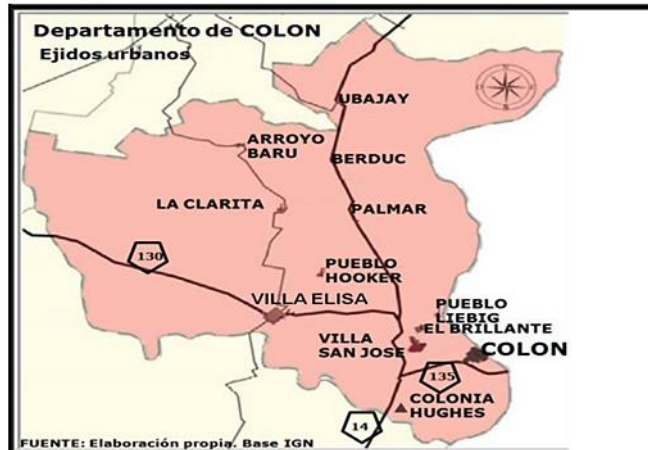 Departamento de COLON
Ejidos urbanos
UBAJAY
ARROYO
BARU
BERDUC
LA CLARITA
PALMAR
130
PUEBLO
HOOKER
VILLA ELISA
PUEBLO
LIEBIG
EL BRILLANTE
VILLA
SAN JOSE
COLON
135
COLONIA
HUGHES
14
FUENTE: Elaboración propia. Base IGN